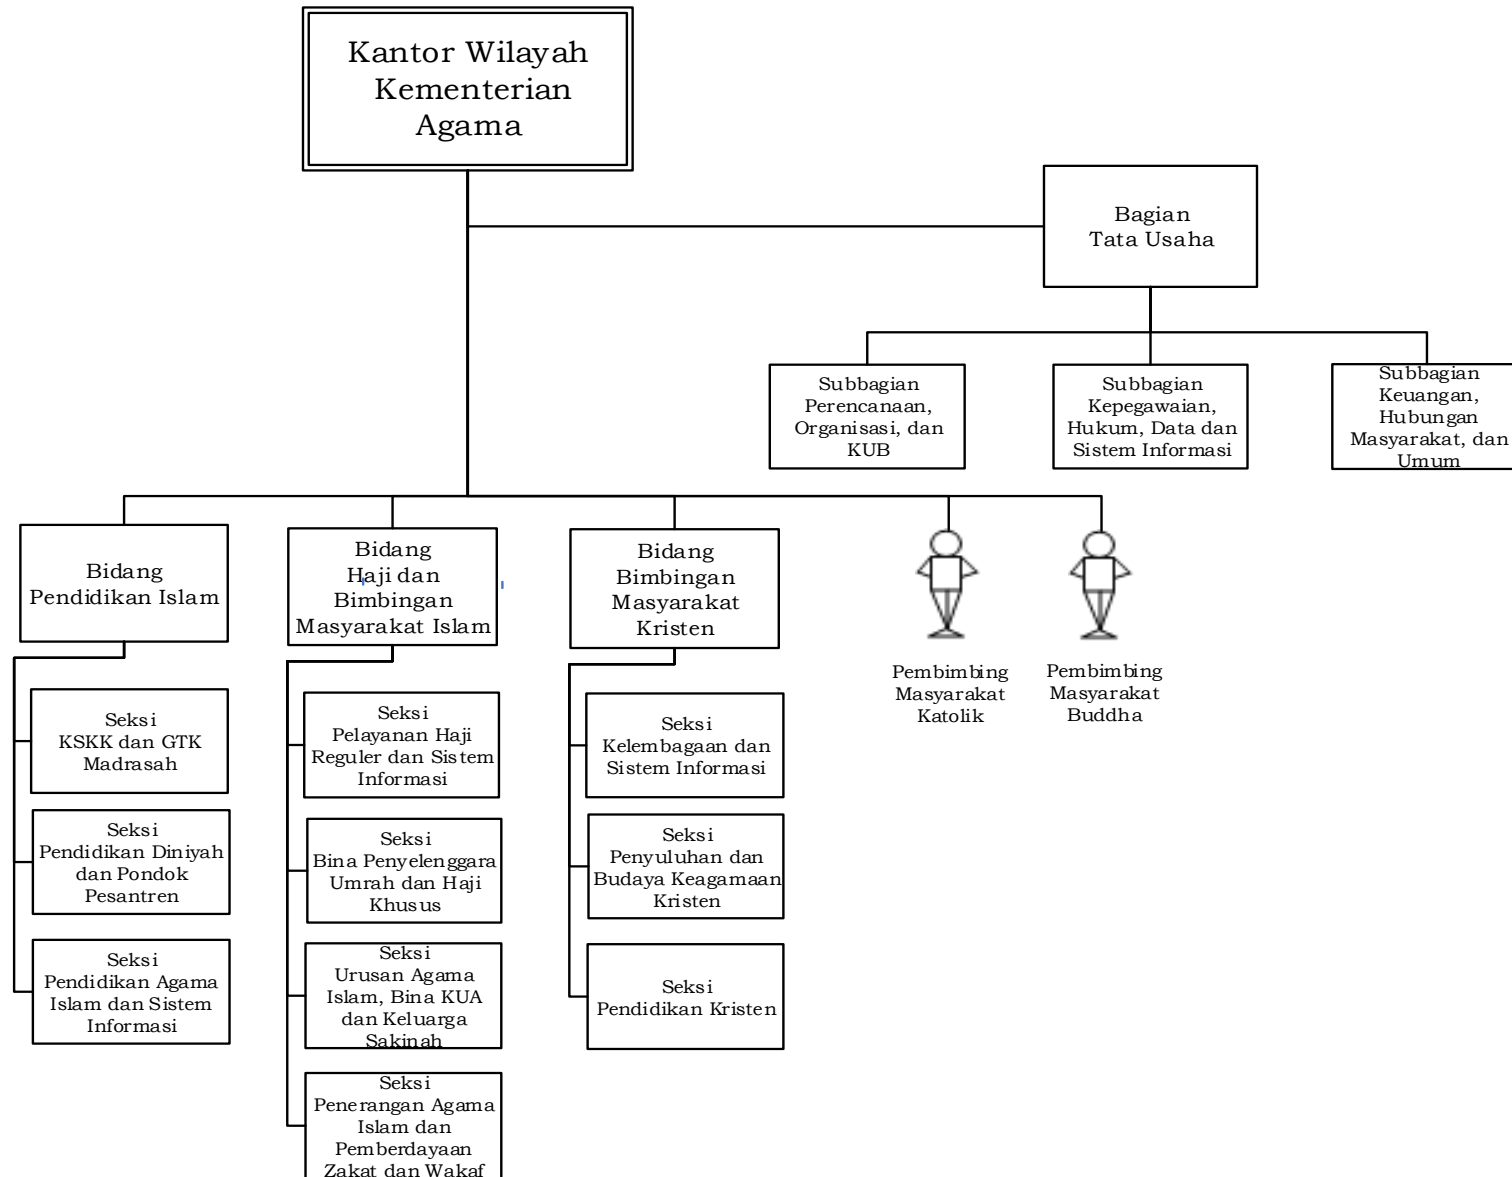 Kantor Wilayah
Kementerian
Agama
Bagian
Tata Usaha
Subbagian
Perencanaan,
Organisasi, dan
KUB
Subbagian
Kepegawaian,
Hukum, Data dan
Sistem Informasi
Subbagian
Keuangan,
Hubungan
Masyarakat, dan
Umum
Bidang
Pendidikan Islam
Seksi
KSKK dan GTK
Madrasah
Seksi
Pendidikan Diniyah
dan Pondok
Pesantren
Seksi
Pendidikan Agama
Islam dan Sistem
Informasi
Bidang
Haji dan
Bimbingan
Masyarakat Islam
Seksi
Pelayanan Haji
Reguler dan Sistem
Informasi
Seksi
Bina Penyelenggara
Umrah dan Haji
Khusus
Seksi
Urusan Agama
Islam, Bina KUA
dan Keluarga
Sakinah
Seksi
Penerangan Agama
Islam dan
Pemberdayaan
Zakat dan Wakaf
Bidang
Bimbingan
Masyarakat
Kristen
Seksi
Kelembagaan dan
Sistem Informasi
Seksi
Penyuluhan dan
Budaya Keagamaan
Kristen
Seksi
Pendidikan Kristen
Pembimbing
Masyarakat
Katolik
Pembimbing
Masyarakat
Buddha